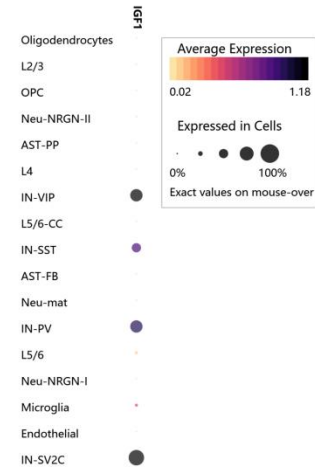 IGF1
Oligodendrocytes
L2/3
OPC
Neu-NRGN-II
AST-PP
L4
IN-VIP
L5/6-CC
IN-SST
AST-FB
Neu-mat
IN-PV
L5/6
Neu-NRGN-I
Microglia
Endothelial
IN-SV2C
Average Expression
0.02 1.18
Expressed in Cells
0% 100%
Exact values on mouse-over